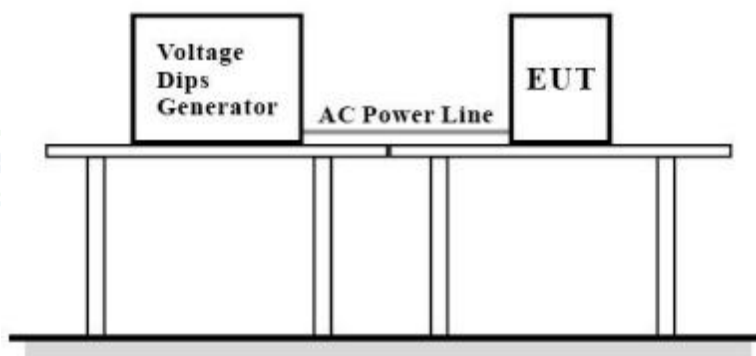 Voltage
Dips
Generator
AC Power Line
EUT